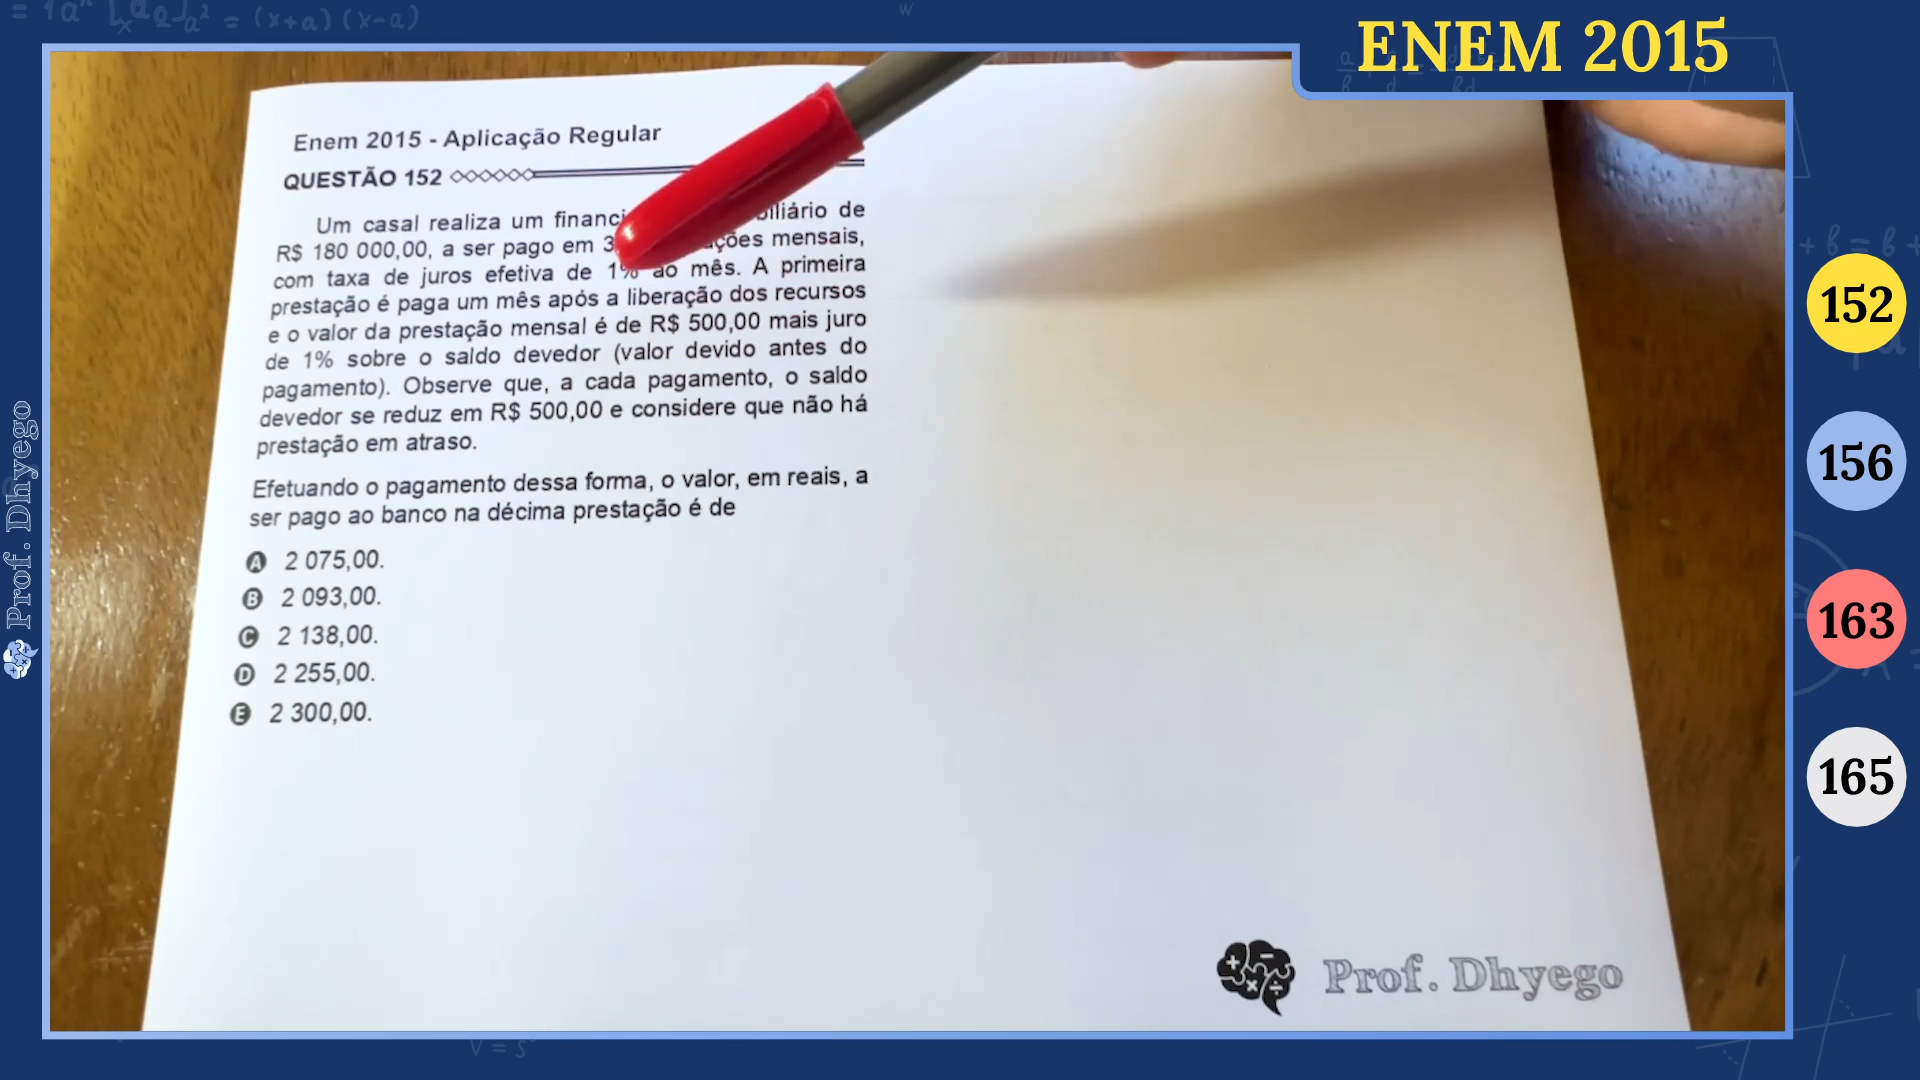 ENEM 2015
Enem 2015 - Aplicação Regular
QUESTÃO 152
Um casal realiza um de
R$ 180 000,00, a ser pago em mensais,
com taxa de juros efetiva de 1% ao mês. A primeira
prestação é paga um mês após a liberação dos recursos
e o valor da prestação mensal é de R$ 500,00 mais juro
de 1% sobre o saldo devedor (valor devido antes do
pagamento). Observe que, a cada pagamento, o saldo
devedor se reduz em R$ 500,00 e considere que não há
prestação em atraso.
Efetuando o pagamento dessa forma, o valor, em reais, a
ser pago ao banco na décima prestação é de
A 2 075,00.
B 2 093,00.
C 2 138,00.
D 2 255,00.
E 2 300,00.
Prof. Dhyego
152
156
163
165
Prof. Dhyego